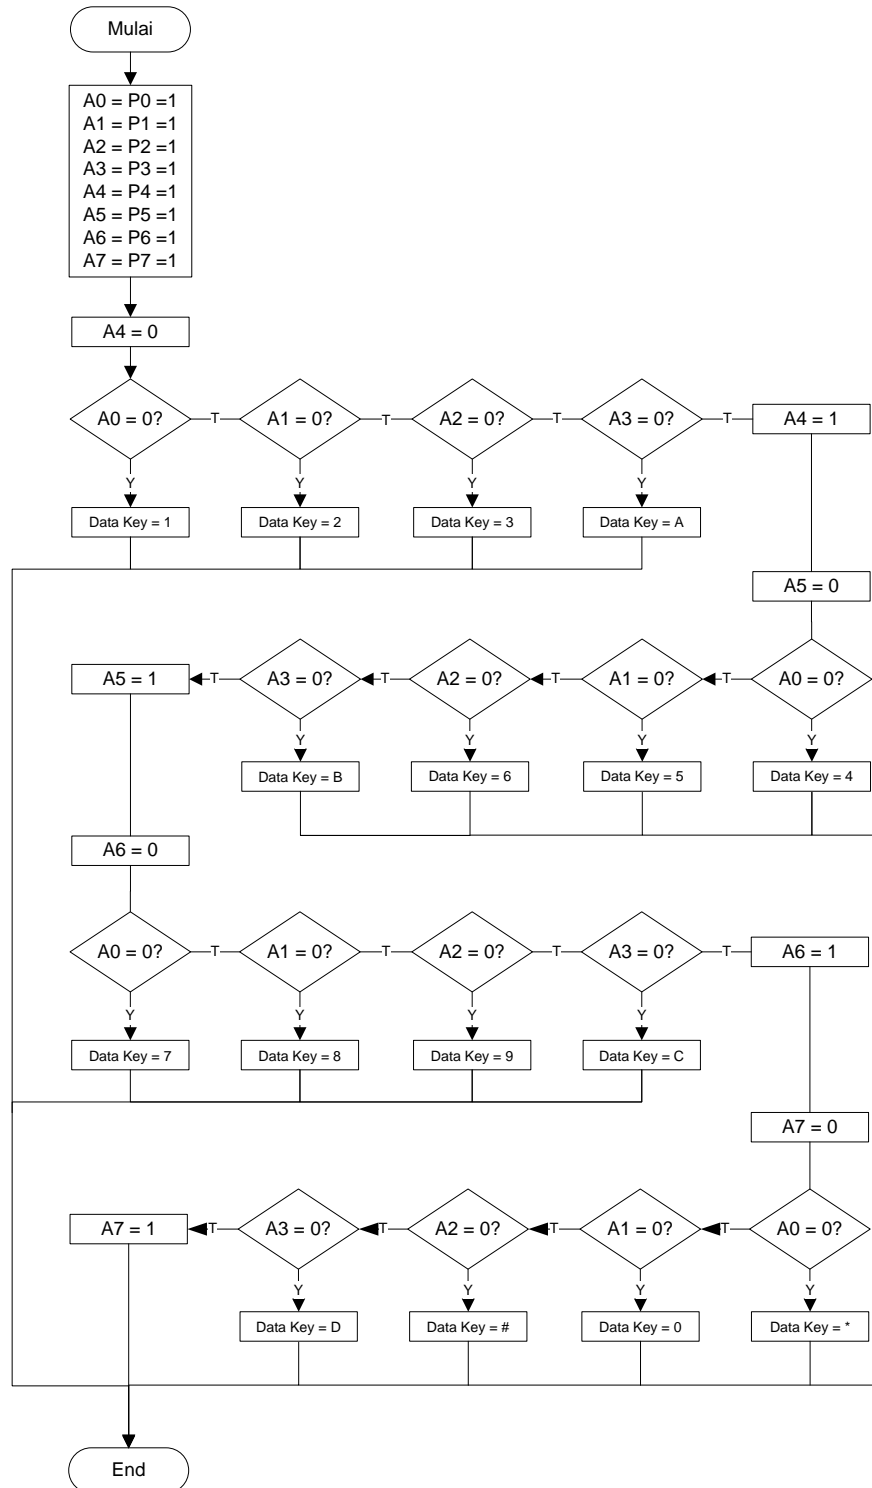 Mulai
A0 = P0 =1
A1 = P1 =1
A2 = P2 =1
A3 = P3 =1
A4 = P4 =1
A5 = P5 =1
A6 = P6 =1
A7 = P7 =1
A4 = 0
A0 = 0?
T
A1 = 0?
T
A2 = 0?
T
A3 = 0?
T
A4 = 1
Y
Y
Y
Y
Data Key = 1
Data Key = 2
Data Key = 3
Data Key = A
A5 = 0
A5 = 1
T
A3 = 0?
T
A2 = 0?
T
A1 = 0?
T
A0 = 0?
Y
Y
Y
Y
Data Key = B
Data Key = 6
Data Key = 5
Data Key = 4
A6 = 0
A0 = 0?
T
A1 = 0?
T
A2 = 0?
T
A3 = 0?
T
A6 = 1
Y
Y
Y
Y
Data Key = 7
Data Key = 8
Data Key = 9
Data Key = C
A7 = 0
A7 = 1
T
A3 = 0?
T
A2 = 0?
T
A1 = 0?
T
A0 = 0?
Y
Y
Y
Y
Data Key = D
Data Key = #
Data Key = 0
Data Key = *
End